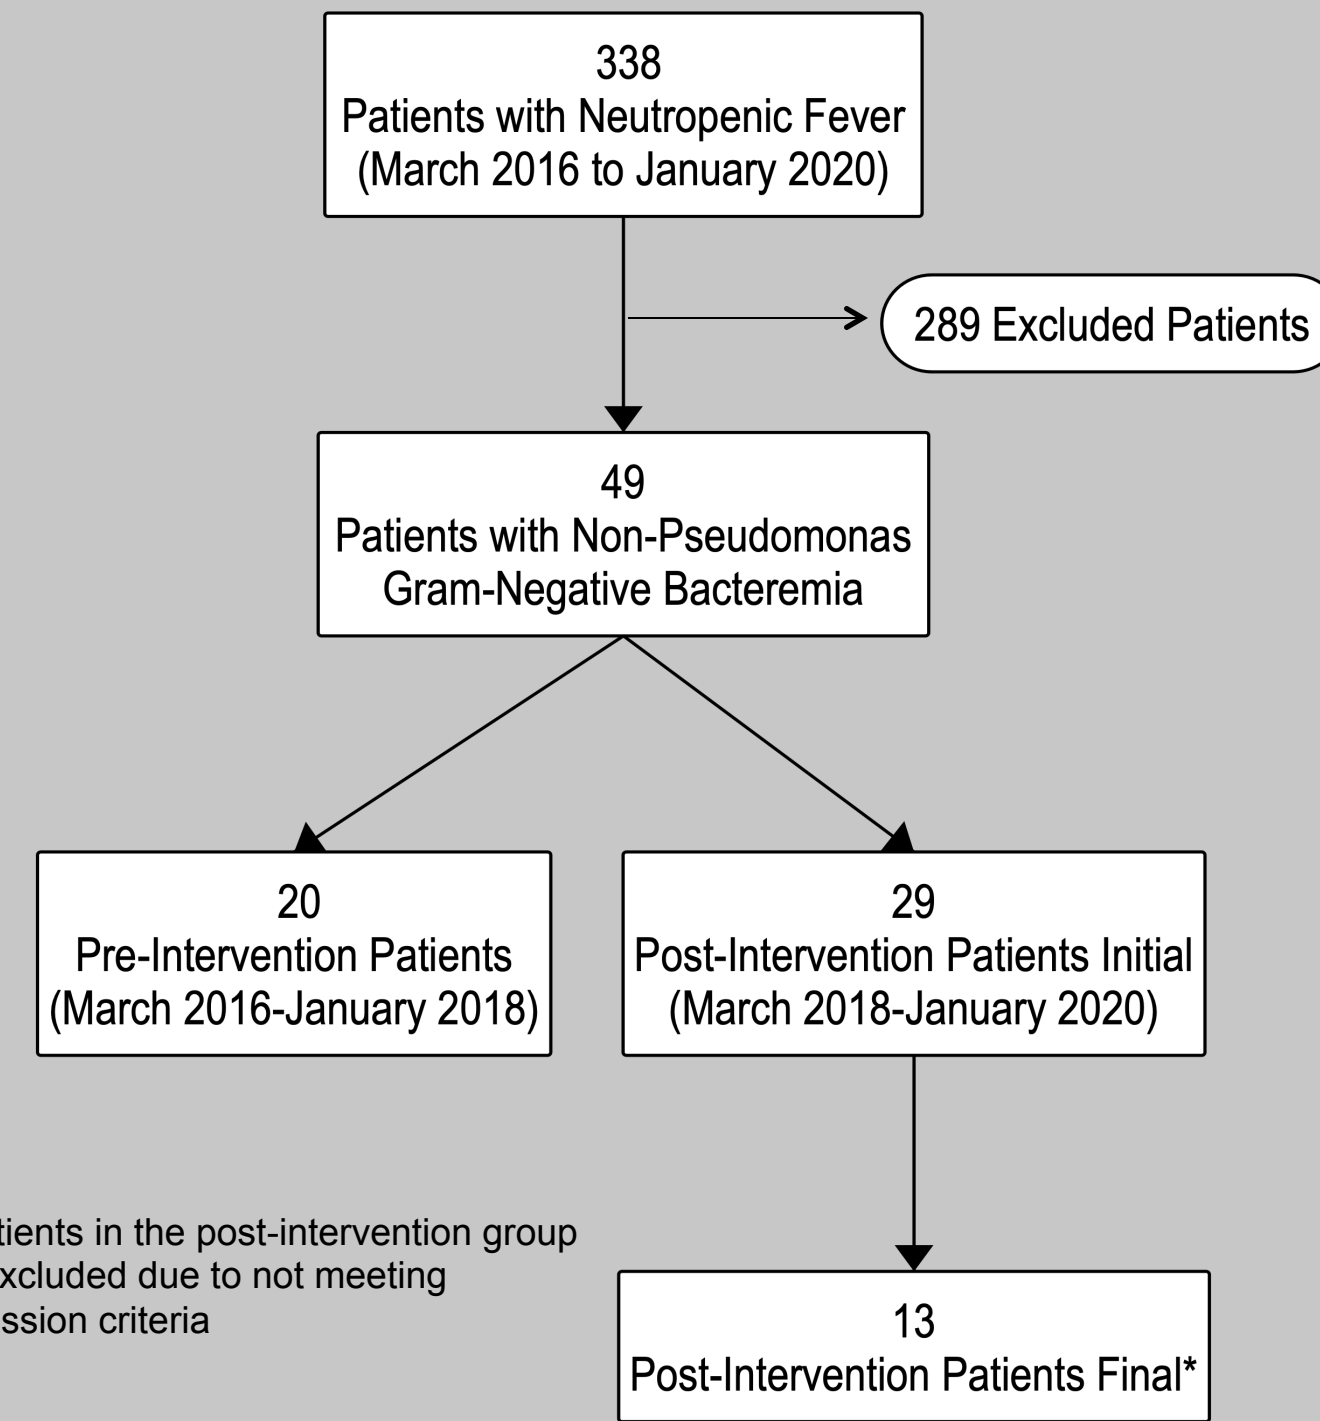 338
Patients with Neutropenic Fever
(March 2016 to January 2020)
289 Excluded Patients
49
Patients with Non-Pseudomonas
Gram-Negative Bacteremia
20
Pre-Intervention Patients
(March 2016-January 2018)
29
Post-Intervention Patients Initial
(March 2018-January 2020)
in the post-intervention group
due to not meeting
criteria
13
Post-Intervention Patients Final*